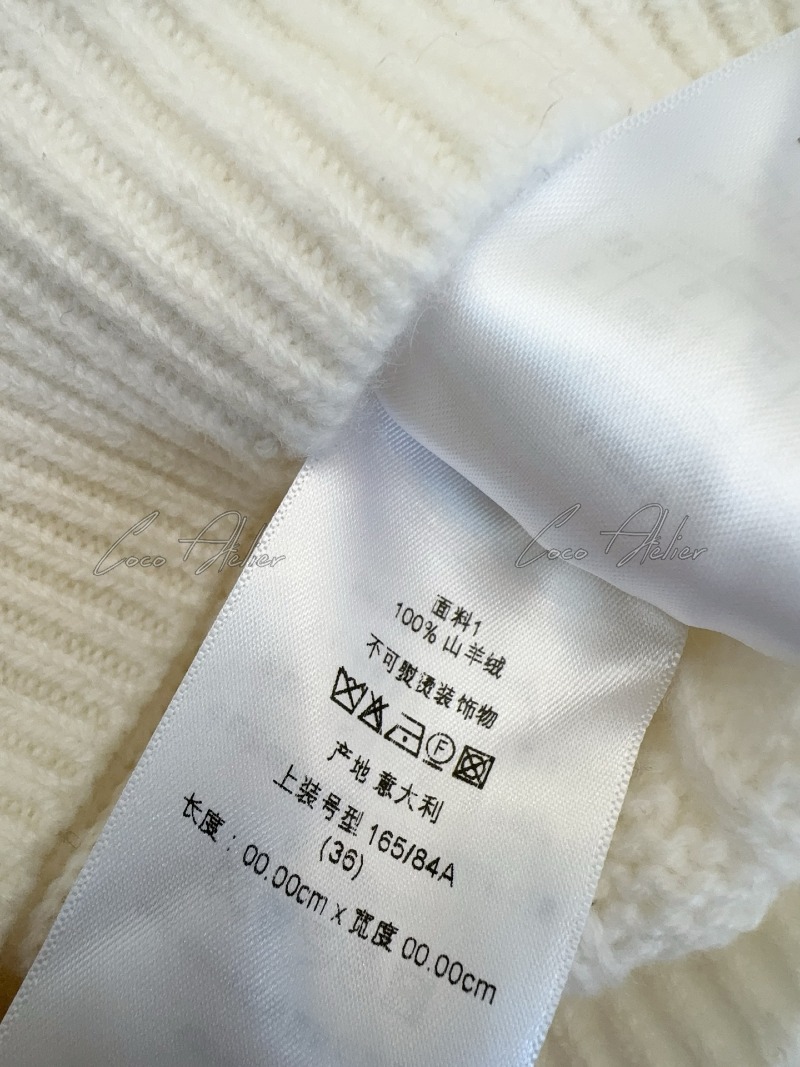 面料1
100% 山羊绒
不可熨烫装饰物
F
产地 意大利
上装号型 165/84A
(36)
长度：00.00cm x 宽度 00.00cm
Coco Atelier
Coco Atelier